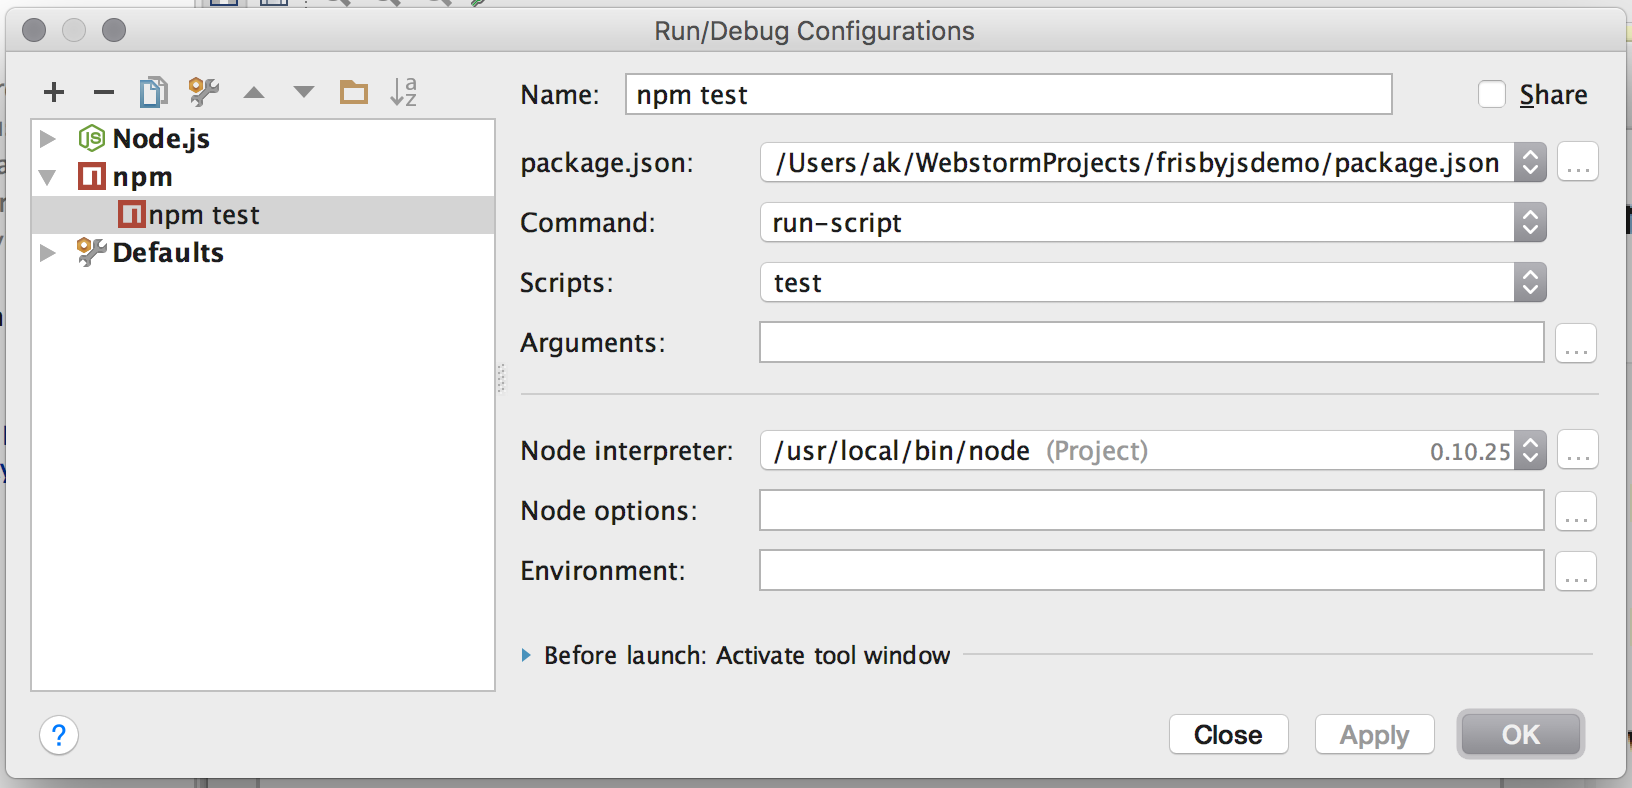 Run/Debug Configurations
Name: npm test Share
Node.js
npm
npm test
Defaults
package.json: /Users/ak/WebstormProjects/frisbyjsdemo/package.json ...
Command: run-script
Scripts: test
Arguments: ...
Node interpreter: /usr/local/bin/node (Project) 0.10.25 ...
Node options: ...
Environment: ...
Before launch: Activate tool window
? Close Apply OK